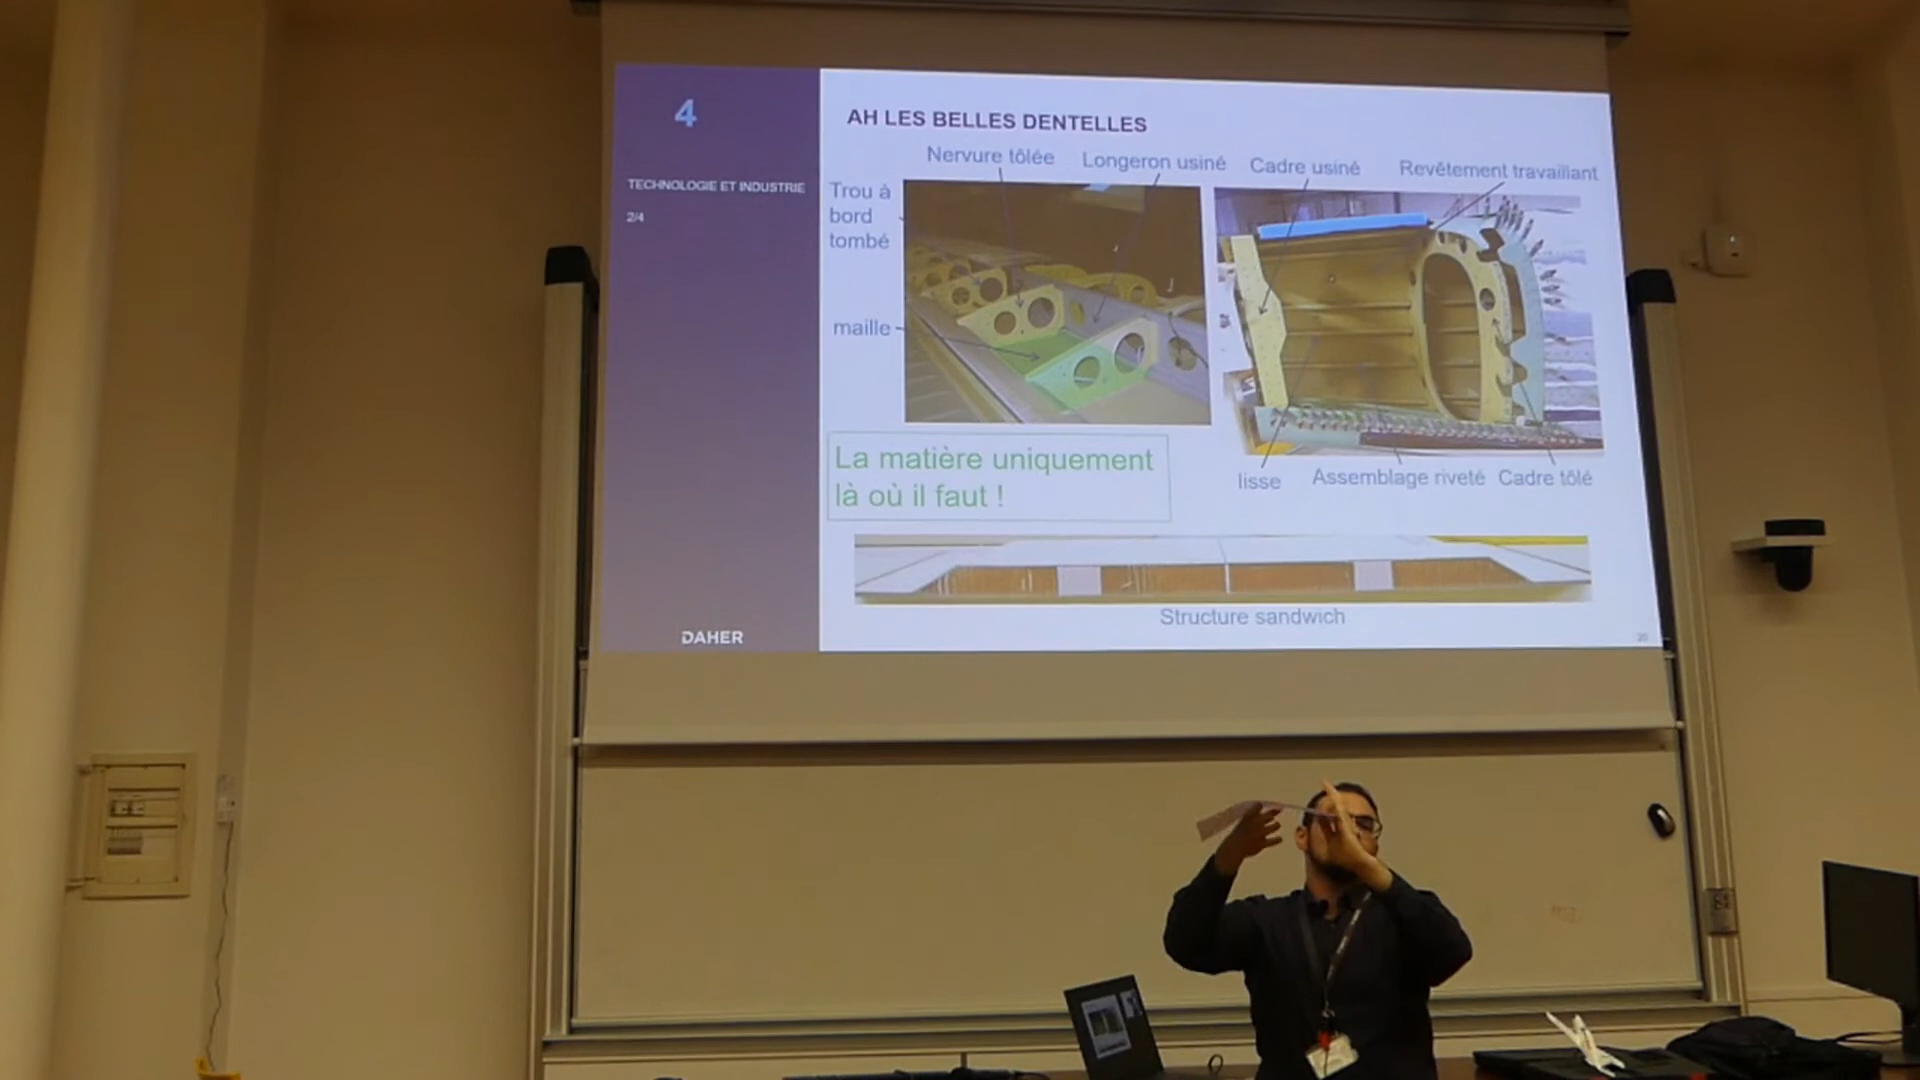 4
TECHNOLOGIE ET INDUSTRIE
2/4
DAHER
AH LES BELLES DENTELLES
Nervure tôlée
Longeron usiné
Cadre usiné
Revêtement travaillant
Trou à
bord
tombé
maille
La matière uniquement
là où il faut !
lisse
Assemblage riveté
Cadre tôlé
Structure sandwich
20